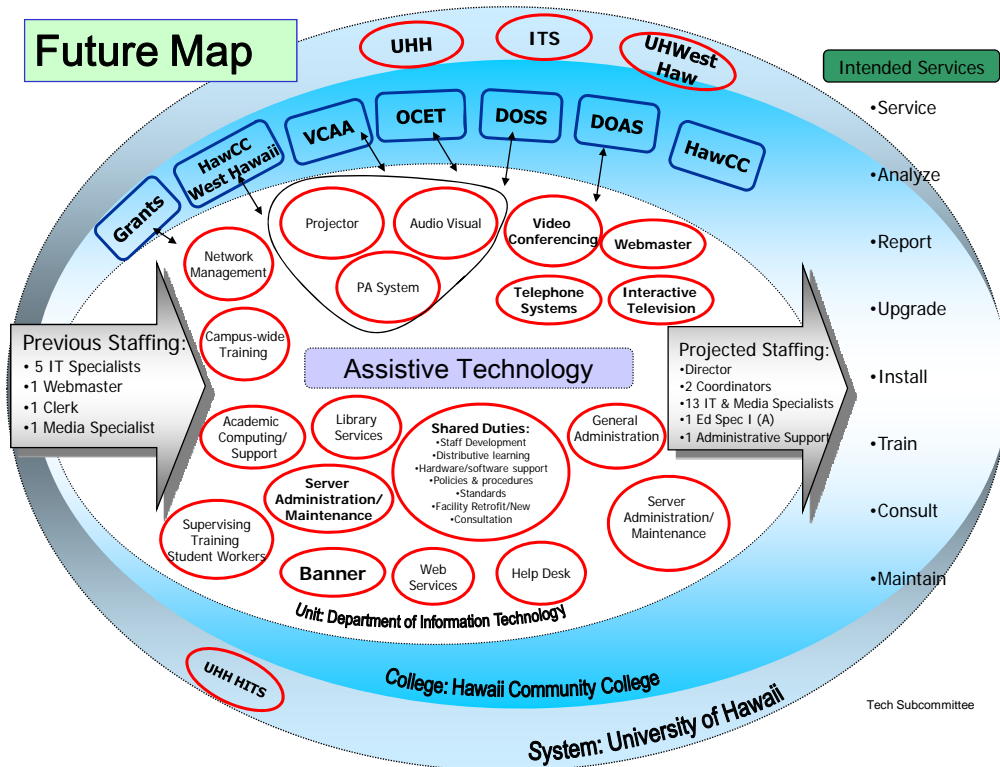 Future Map
UHH
ITS
UHWest
Haw
Intended Services
•Service
•Analyze
•Report
•Upgrade
•Install
•Train
•Consult
•Maintain
Grants
HawCC
West Hawaii
VCAA
OCET
DOSS
DOAS
HawCC
Network
Management
Projector
Audio Visual
PA System
Video
Conferencing
Webmaster
Telephone
Systems
Interactive
Television
Campus-wide
Training
Previous Staffing:
• 5 IT Specialists
•1 Webmaster
•1 Clerk
•1 Media Specialist
Assistive Technology
Projected Staffing:
•Director
•2 Coordinators
•13 IT & Media Specialists
•1 Ed Spec I (A)
•1 Administrative Support
Academic
Computing/
Support
Library
Services
Shared Duties:
•Staff Development
•Distributive learning
•Hardware/software support
•Policies & procedures
•Standards
•Facility Retrofit/New
•Consultation
General
Administration
Server
Administration/
Maintenance
Server
Administration/
Maintenance
Supervising
Training
Student Workers
Banner
Web
Services
Help Desk
Unit: Department of Information Technology
UHH HITS
College: Hawaii Community College
System: University of Hawaii
Tech Subcommittee